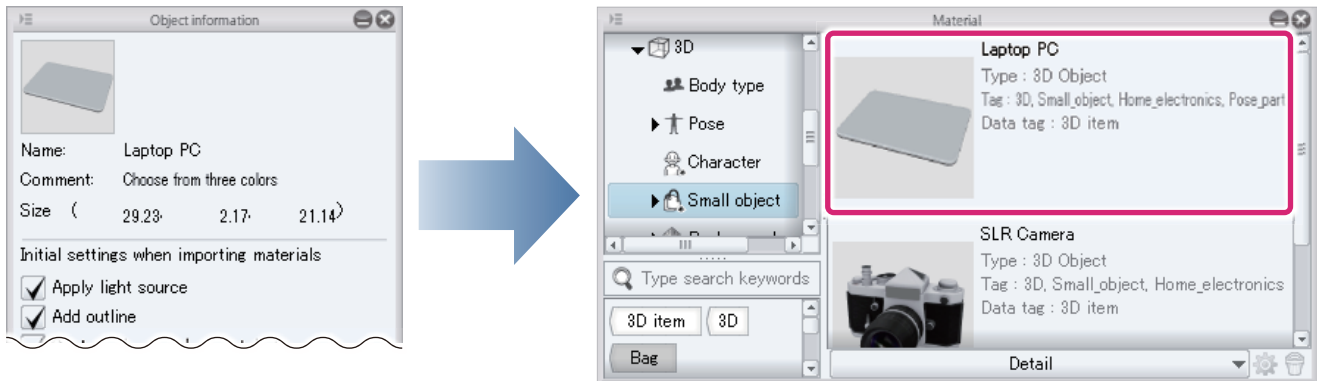 Object information
Name: Laptop PC
Comment: Choose from three colors
Size ( 29.23· 2.17· 21.14)
Initial settings when importing materials
Apply light source
Add outline
Material
3D
Body type
Pose
Character
Small object
Type search keywords
3D item 3D
Bag
Laptop PC
Type : 3D Object
Tag : 3D, Small_object, Home_electronics, Pose_part
Data tag : 3D item
SLR Camera
Type : 3D Object
Tag : 3D, Small_object, Home_electronics
Data tag : 3D item
Detail